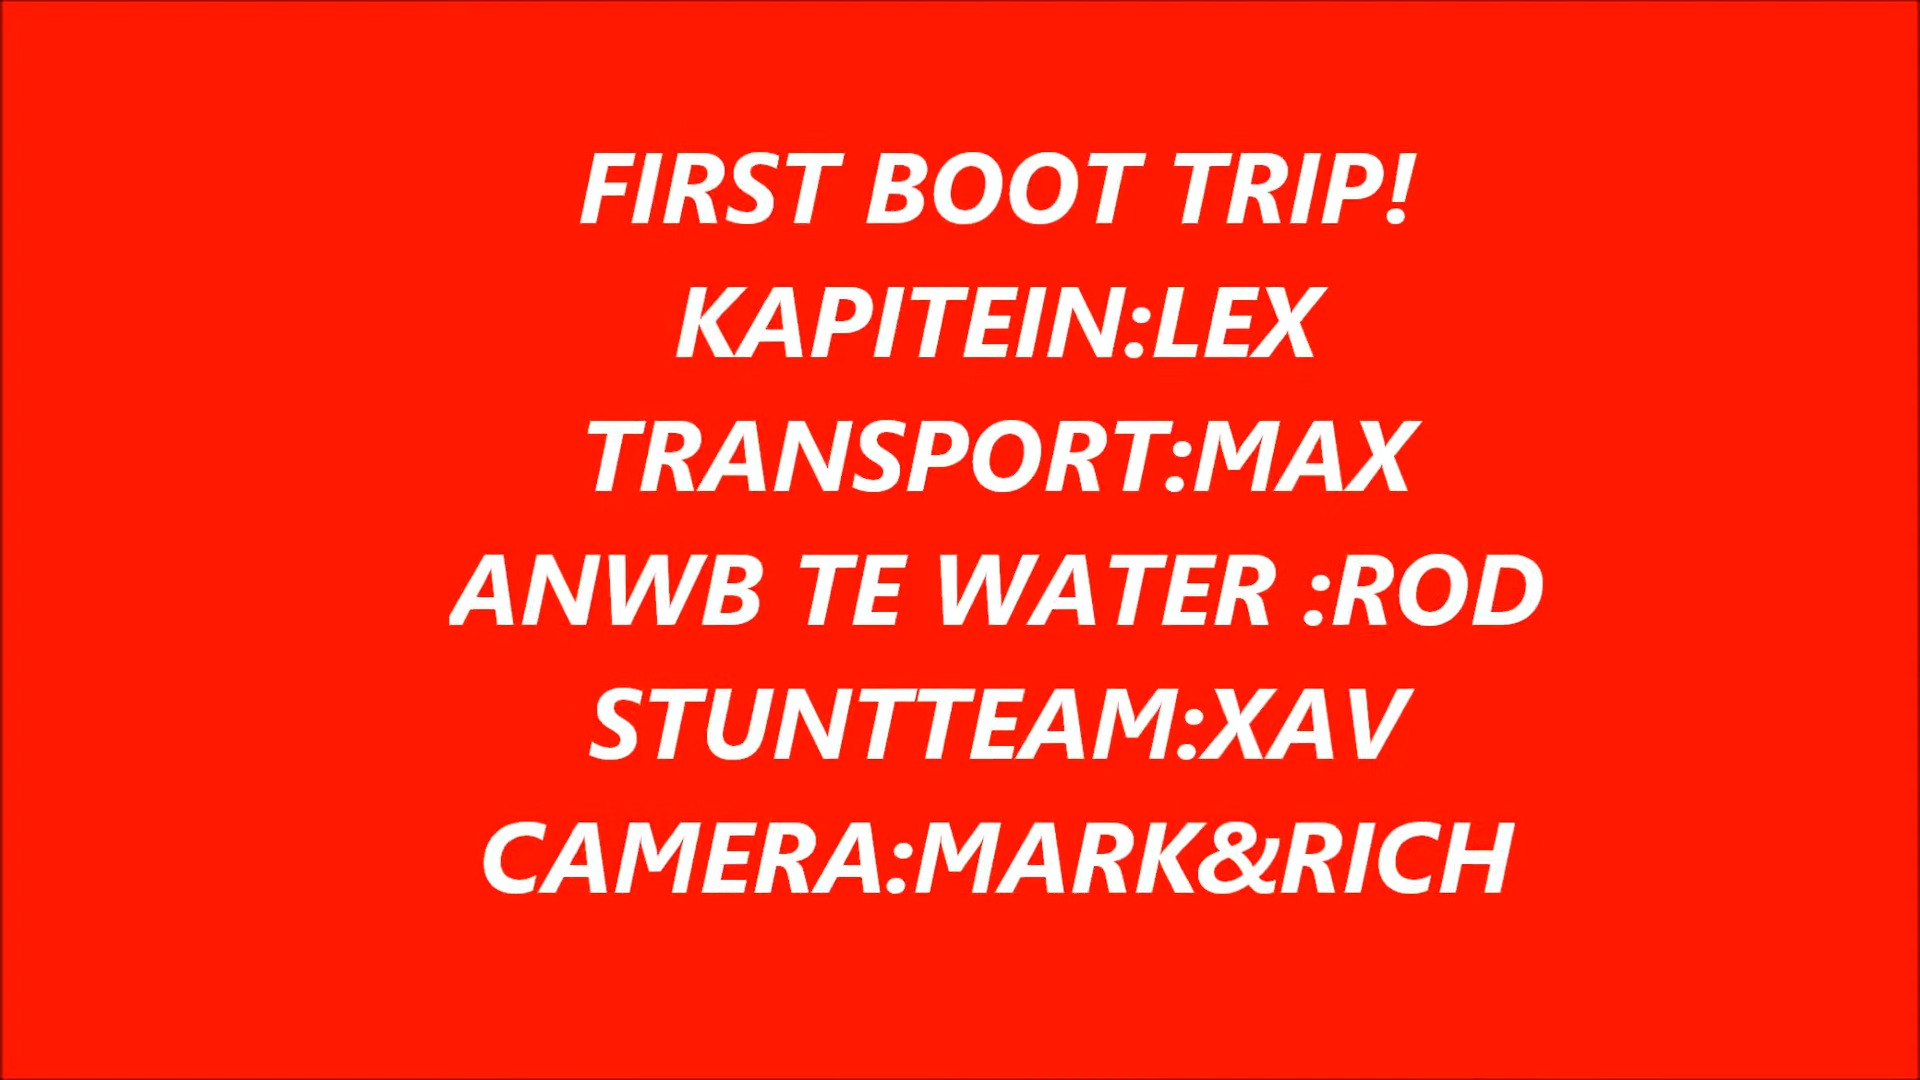 FIRST BOOT TRIP!
KAPITEIN:LEX
TRANSPORT:MAX
ANWB TE WATER :ROD
STUNTTEAM:XAV
CAMERA:MARK&RICH